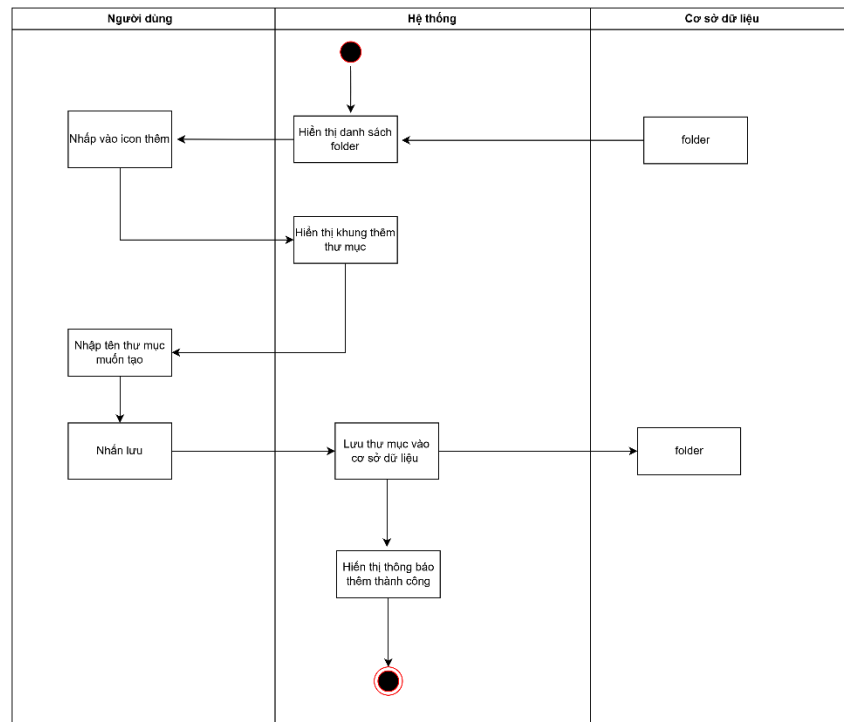 Người dùng
Hệ thống
Cơ sở dữ liệu
Nhấp vào icon thêm
Hiển thị danh sách
folder
folder
Hiển thị khung thêm
thư mục
Nhập tên thư mục
muốn tạo
Nhấn lưu
Lưu thư mục vào
cơ sở dữ liệu
folder
Hiển thị thông báo
thêm thành công